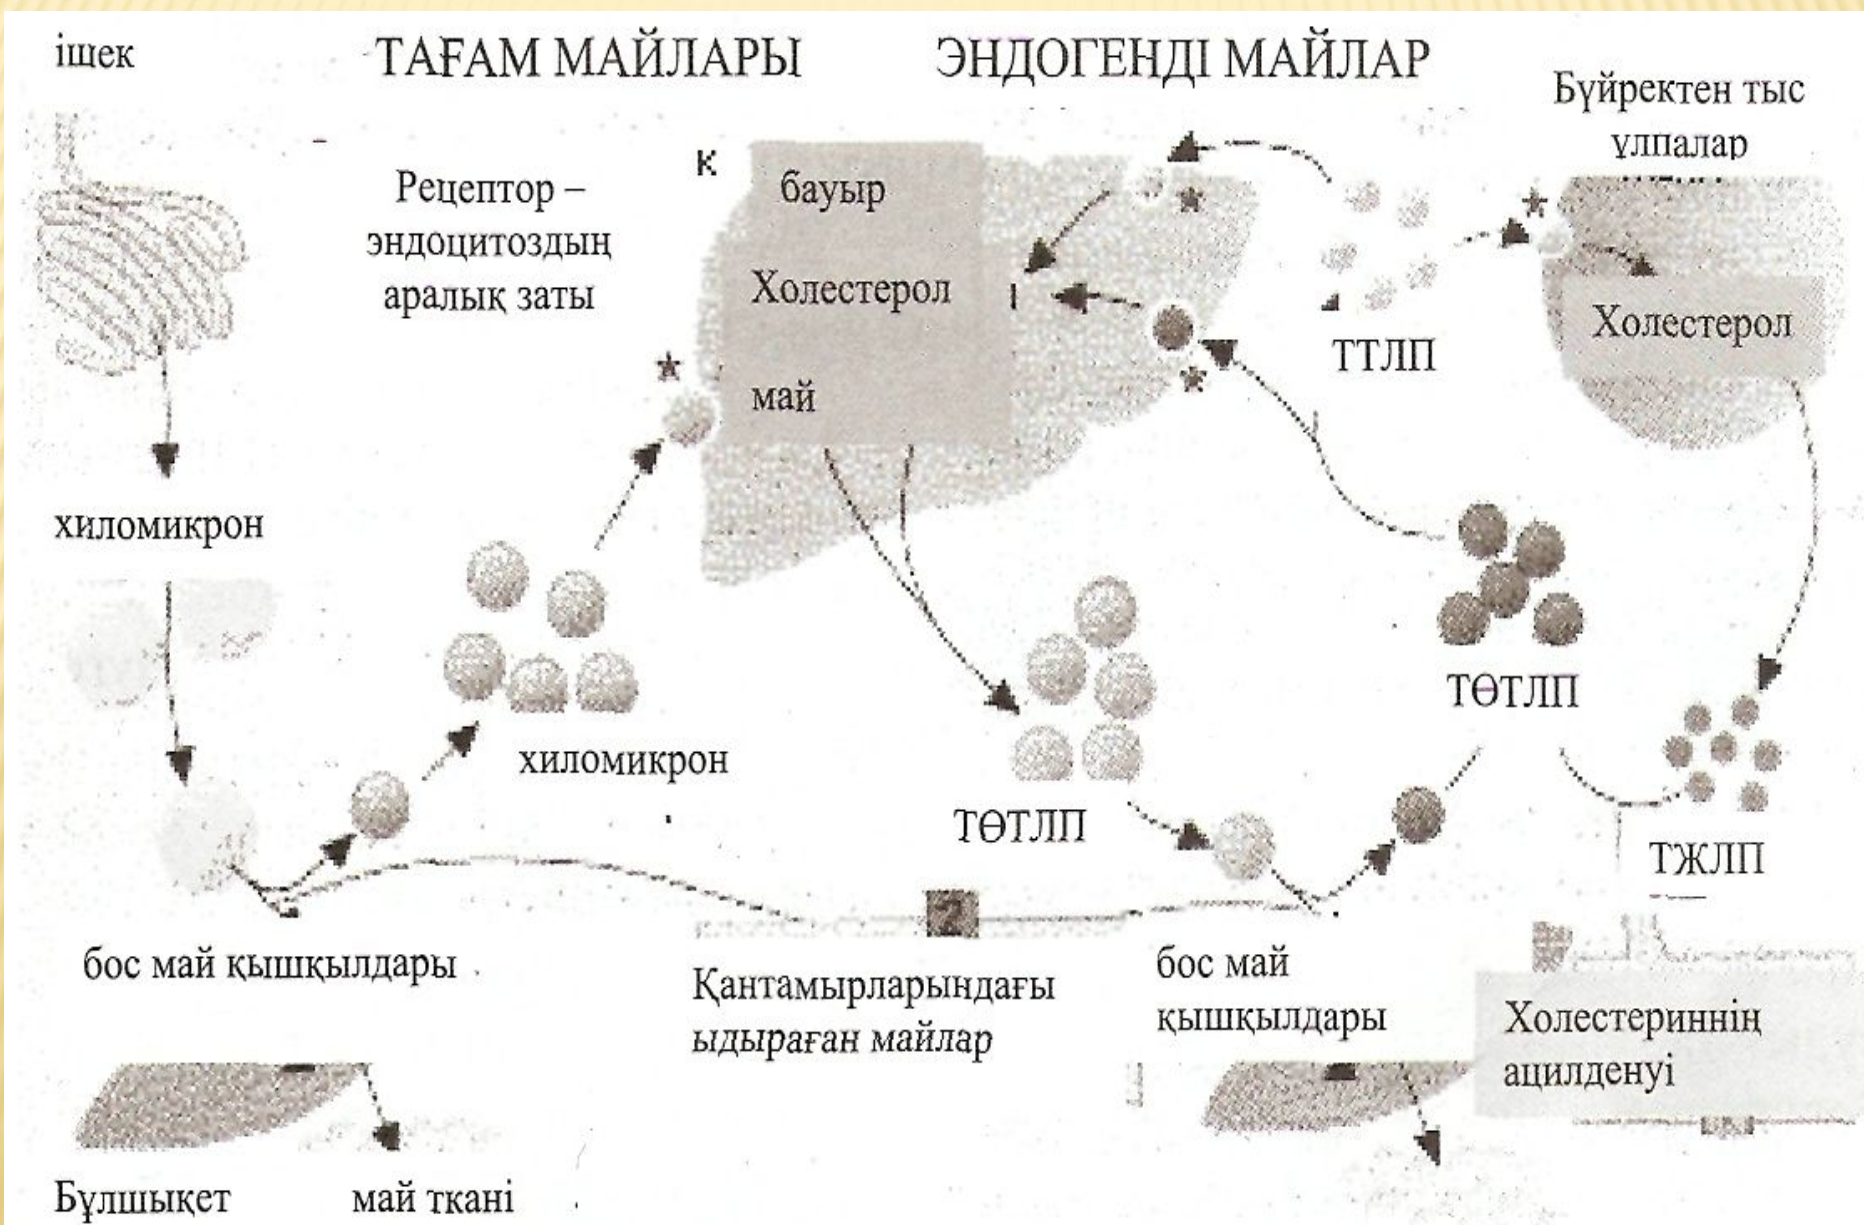 ішек
ТАҒАМ МАЙЛАРЫ
ЭНДОГЕНДІ МАЙЛАР
Бүйректен тыс
ұлпалар
Рецептор –
эндоцитоздың
аралық заты
к
бауыр
Холестерол
май
ТТЛП
Холестерол
хиломикрон
хиломикрон
ТӨТЛП
ТӨТЛП
ТЖЛП
2
бос май қышқылдары
Қантамырларындағы
ыдыраған майлар
бос май
қышқылдары
Холестериннің
ацилденуі
Бұлшықет
май ткані